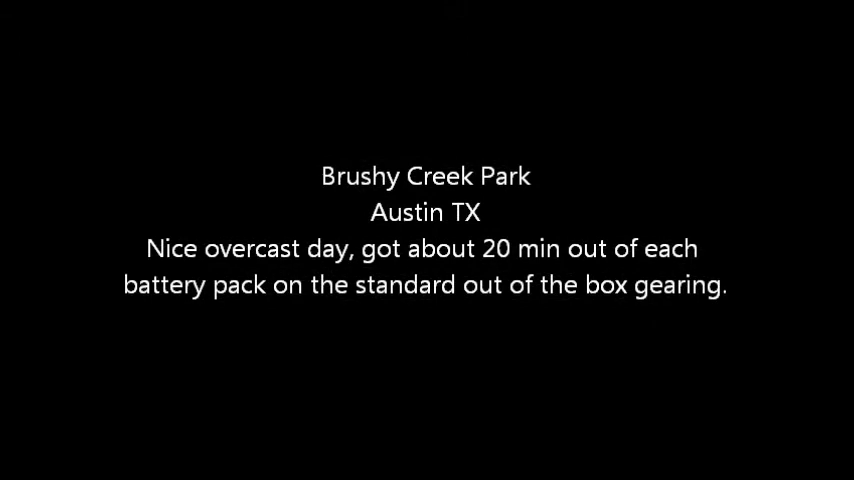 Brushy Creek Park
Austin TX
Nice overcast day, got about 20 min out of each
battery pack on the standard out of the box gearing.